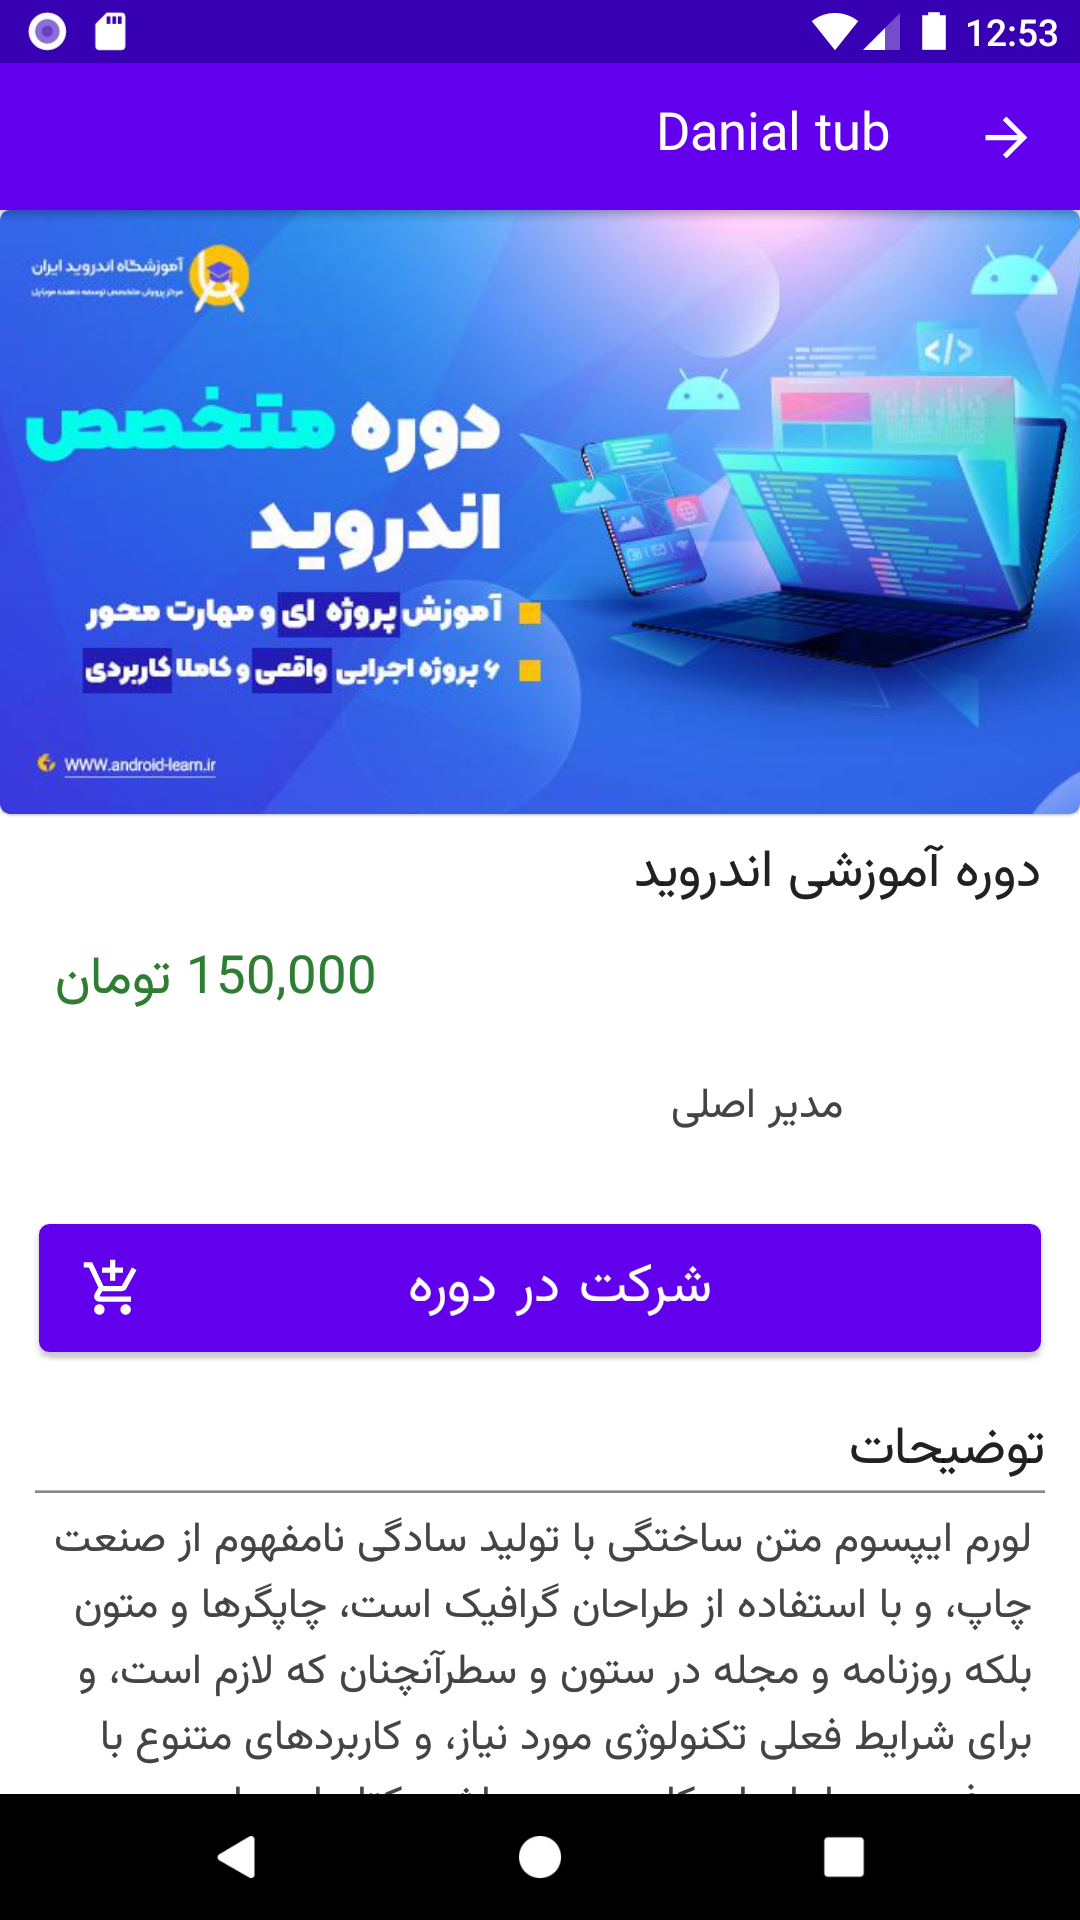 12:53
Danial tub
آموزشگاه اندروید ایران
مرکز پرورش متخصص توسعه دهنده موبایل
</>
دوره متخصص
اندروید
آموزش پروژه ای و مهارت محور
۶ پروژه اجرایی واقعی و کاملا کاربردی
WWW.android-learn.ir
دوره آموزشی اندروید
150,000 تومان
مدیر اصلی
شرکت در دوره
توضیحات
لورم ایپسوم متن ساختگی با تولید سادگی نامفهوم از صنعت
چاپ، و با استفاده از طراحان گرافیک است، چاپگرها و متون
بلکه روزنامه و مجله در ستون و سطرآنچنان که لازم است، و
برای شرایط فعلی تکنولوژی مورد نیاز، و کاربردهای متنوع با